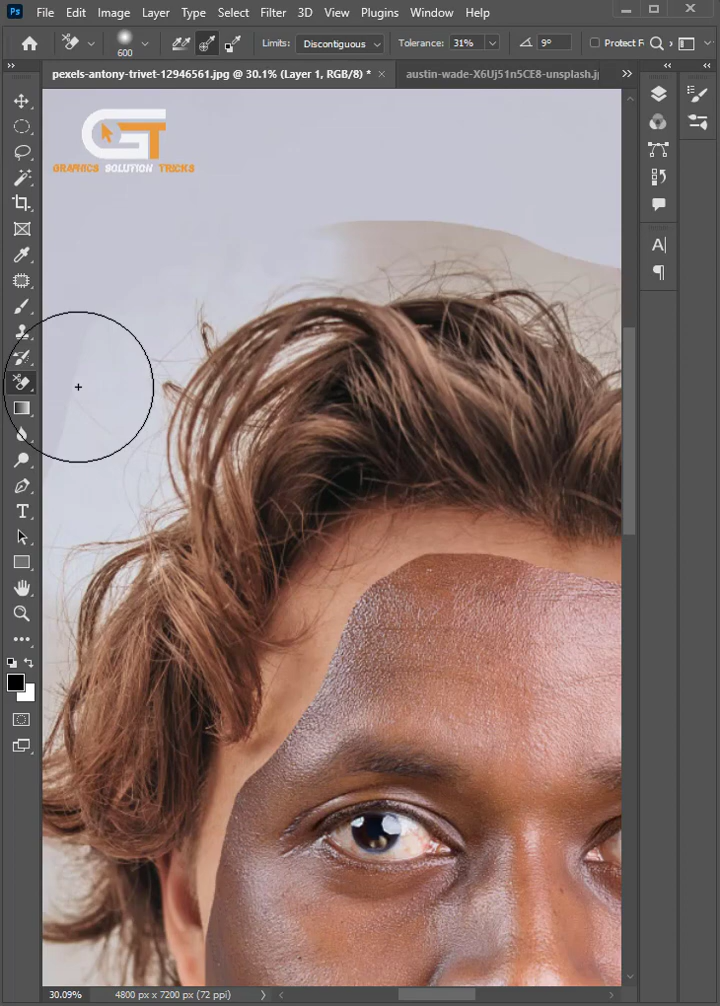 Ps File Edit Image Layer Type Select Filter 3D View Plugins Window Help
600 Limits: Discontiguous Tolerance: 31% 9° Protect F
pexels-antony-trivet-12946561.jpg @ 30.1% (Layer 1, RGB/8) * × austin-wade-X6Uj51n5CE8-unsplash.j
GT
GRAPHICS SOLUTION TRICKS
A
T
30.09% 4800 px x 7200 px (72 ppi)